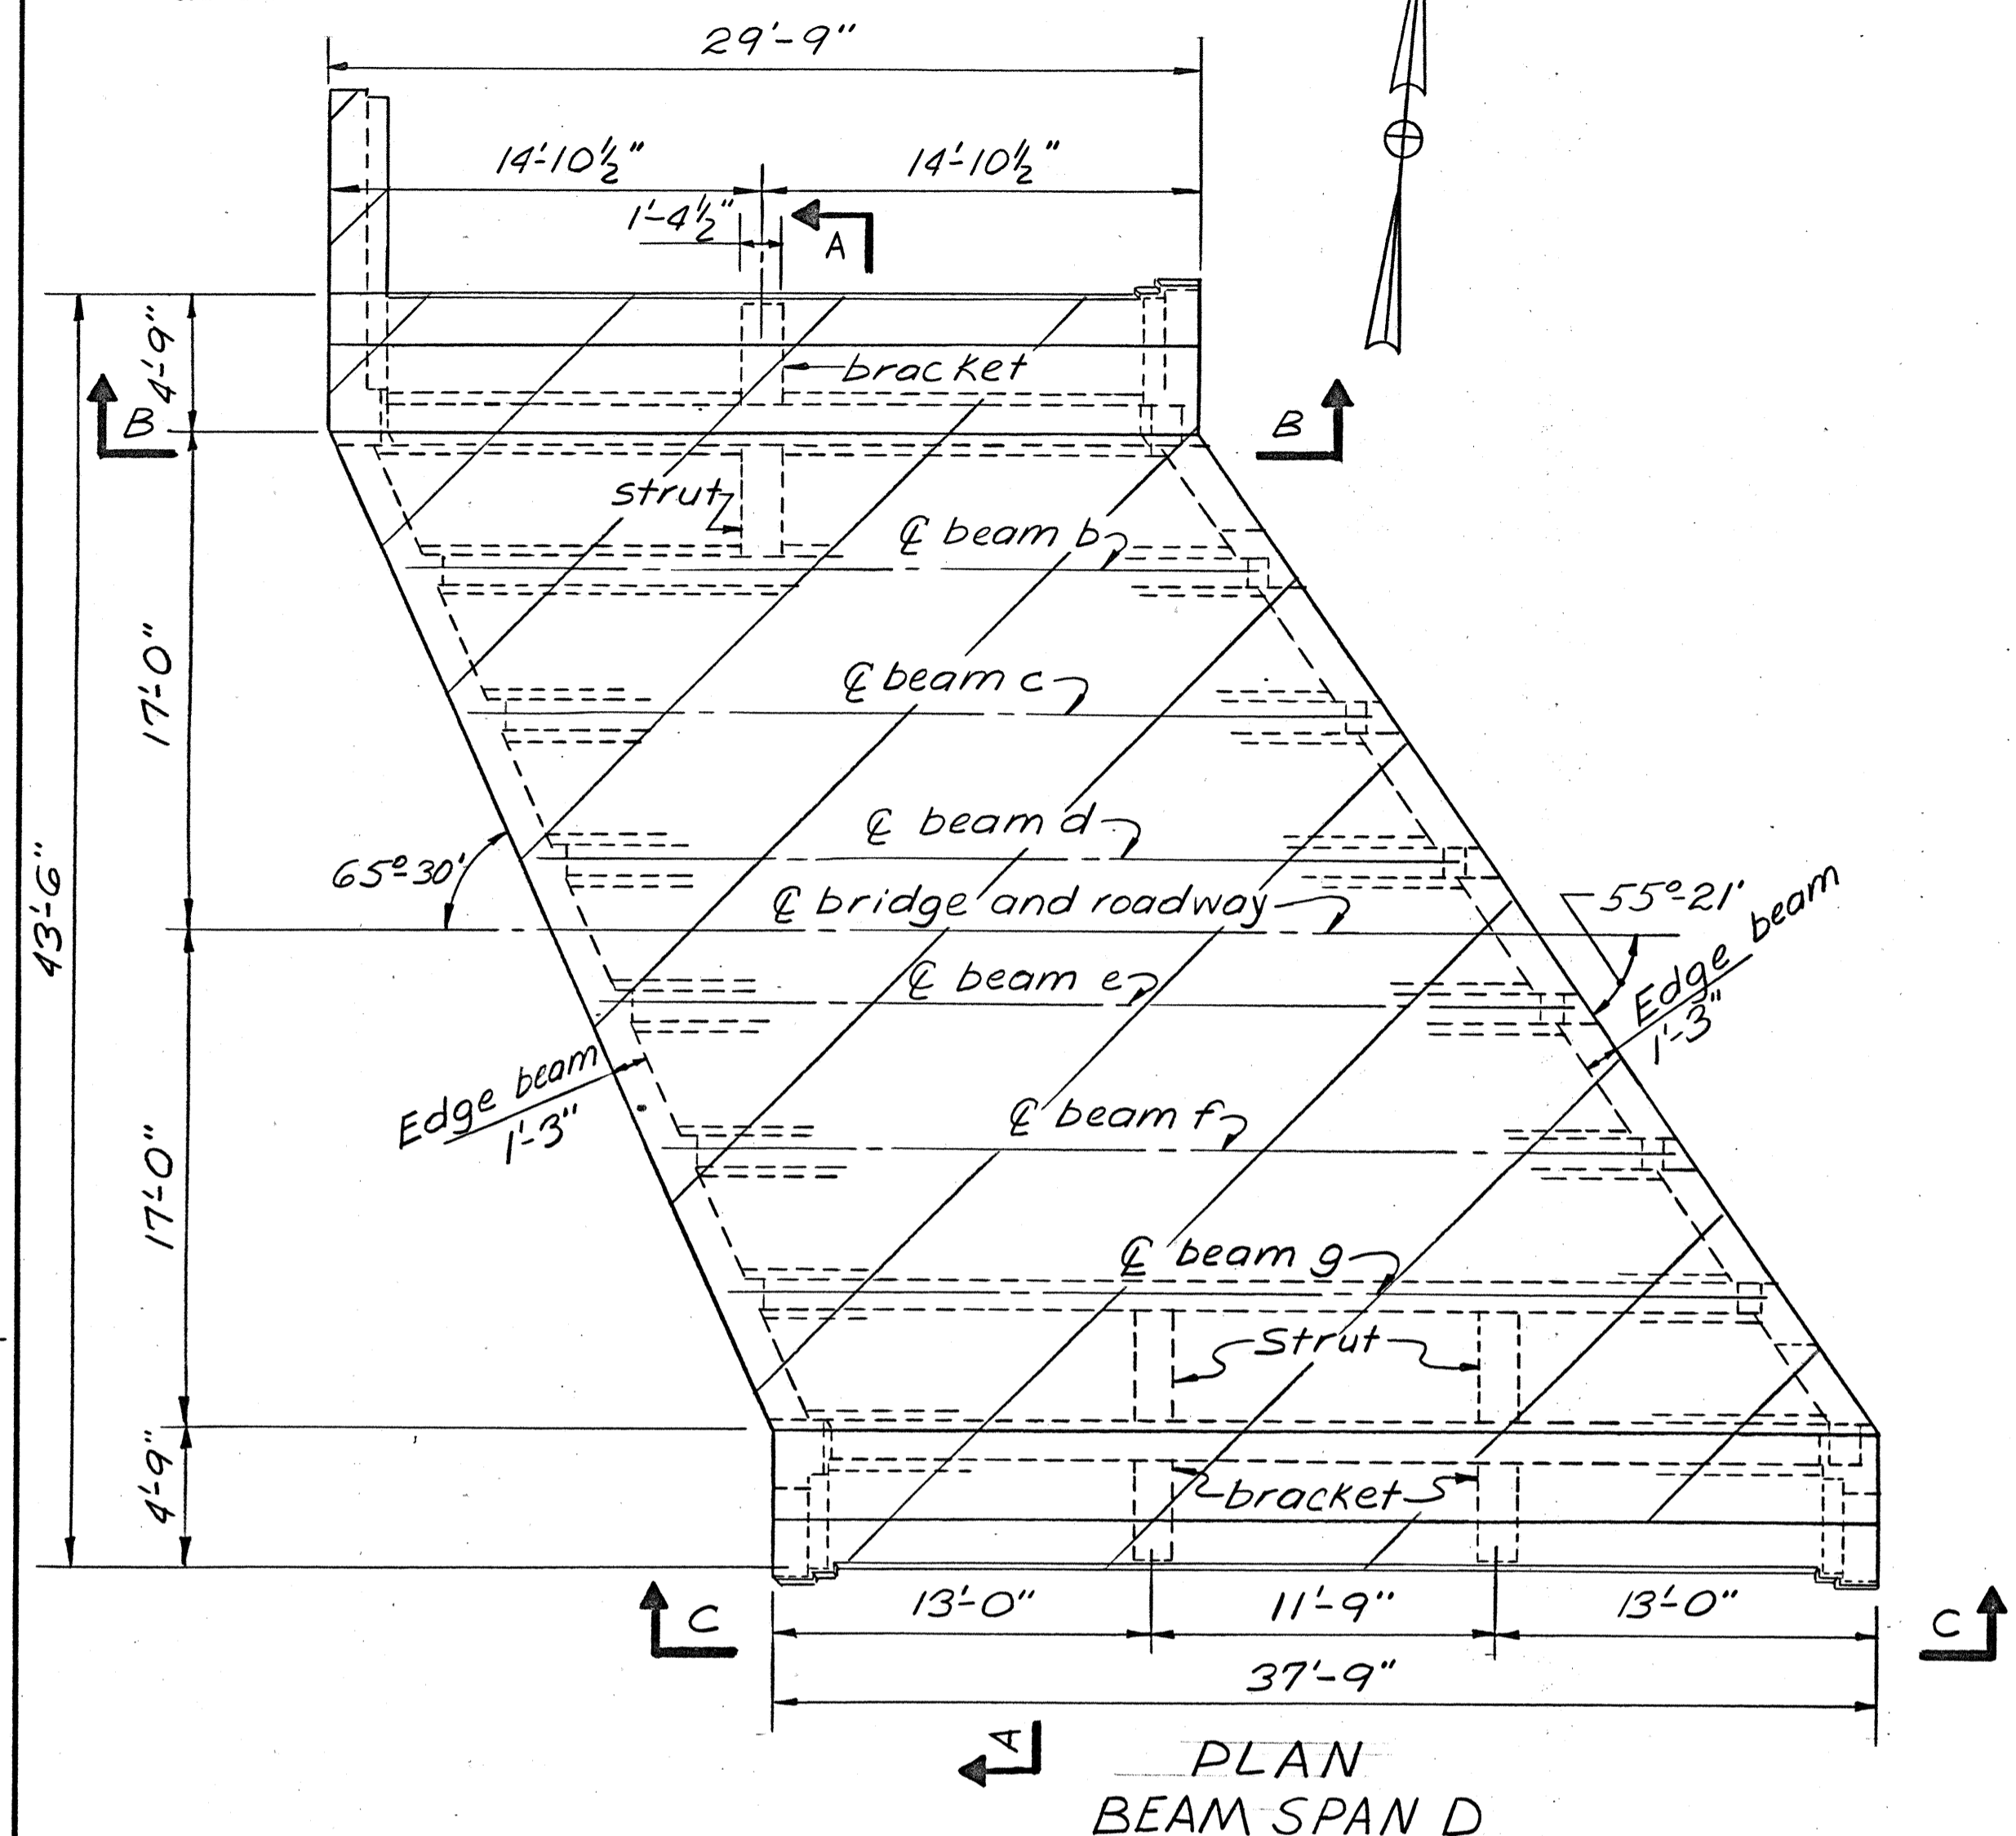 29'-9"
14'-10½" 14'-10½"
1'-4½"
A
4'-9"
bracket
B
B
strut
℄ beam b
17'-0"
℄ beam c
43'-6"
℄ beam d
65°30'
℄ bridge and roadway
55°-21'
Edge beam
1'-3"
℄ beam e
Edge beam
1'-3"
℄ beam f
17'-0"
℄ beam g
Strut
4'-9"
bracket
13'-0" 11'-9" 13'-0"
C
C
37'-9"
A
PLAN
BEAM SPAN D